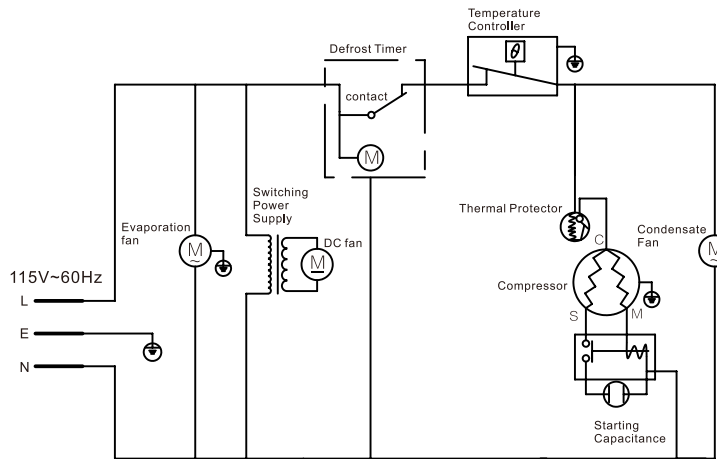 Temperature
Controller
θ
Defrost Timer
contact
M
Switching
Power
Supply
Evaporation
fan
M
~
DC fan
M
Thermal Protector
C
Condensate
Fan
M
~
Compressor
S
M
115V~60Hz
L
E
N
Starting
Capacitance